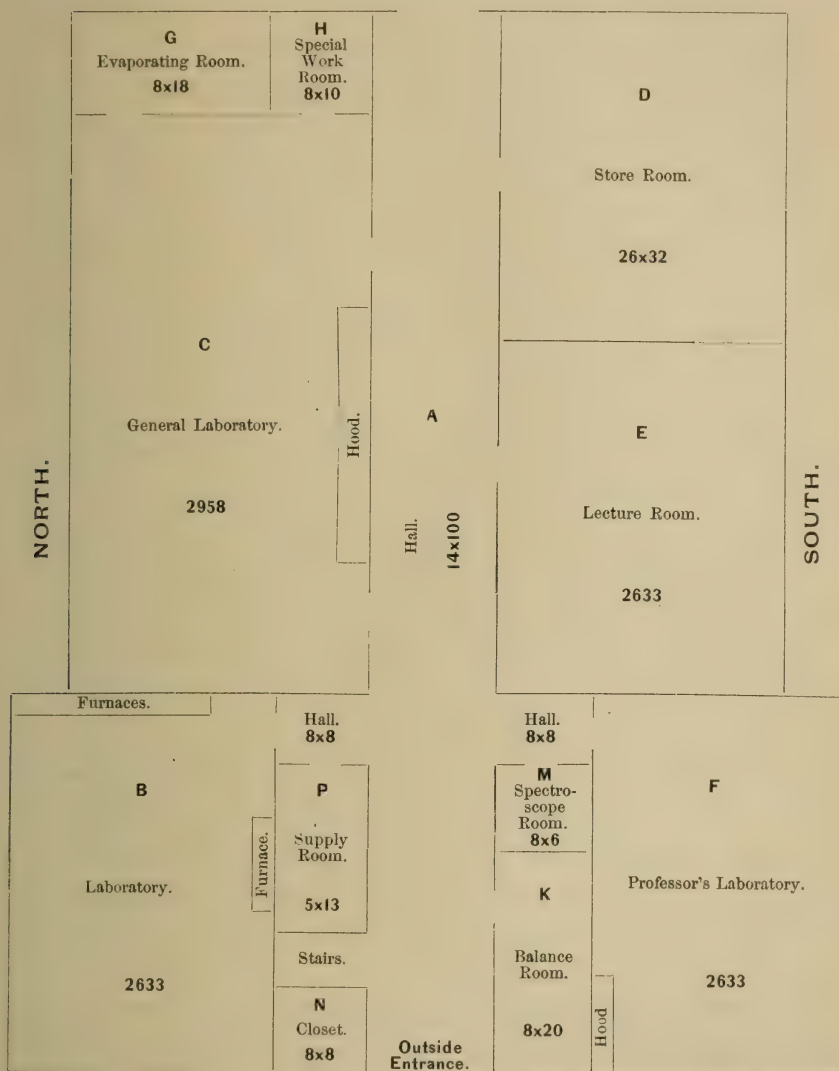 G
Evaporating Room.
8x18
H
Special
Work
Room.
8x10
D
Store Room.
26x32
C
General Laboratory.
2958
Hood.
A
Hall.
14x100
E
Lecture Room.
2633
NORTH.
SOUTH.
Furnaces.
Hall.
8x8
Hall.
8x8
B
Laboratory.
2633
Furnace.
P
Supply
Room.
5x13
Stairs.
N
Closet.
8x8
Outside
Entrance.
M
Spectro-
scope
Room.
8x6
K
Balance
Room.
8x20
Hood
F
Professor's Laboratory.
2633